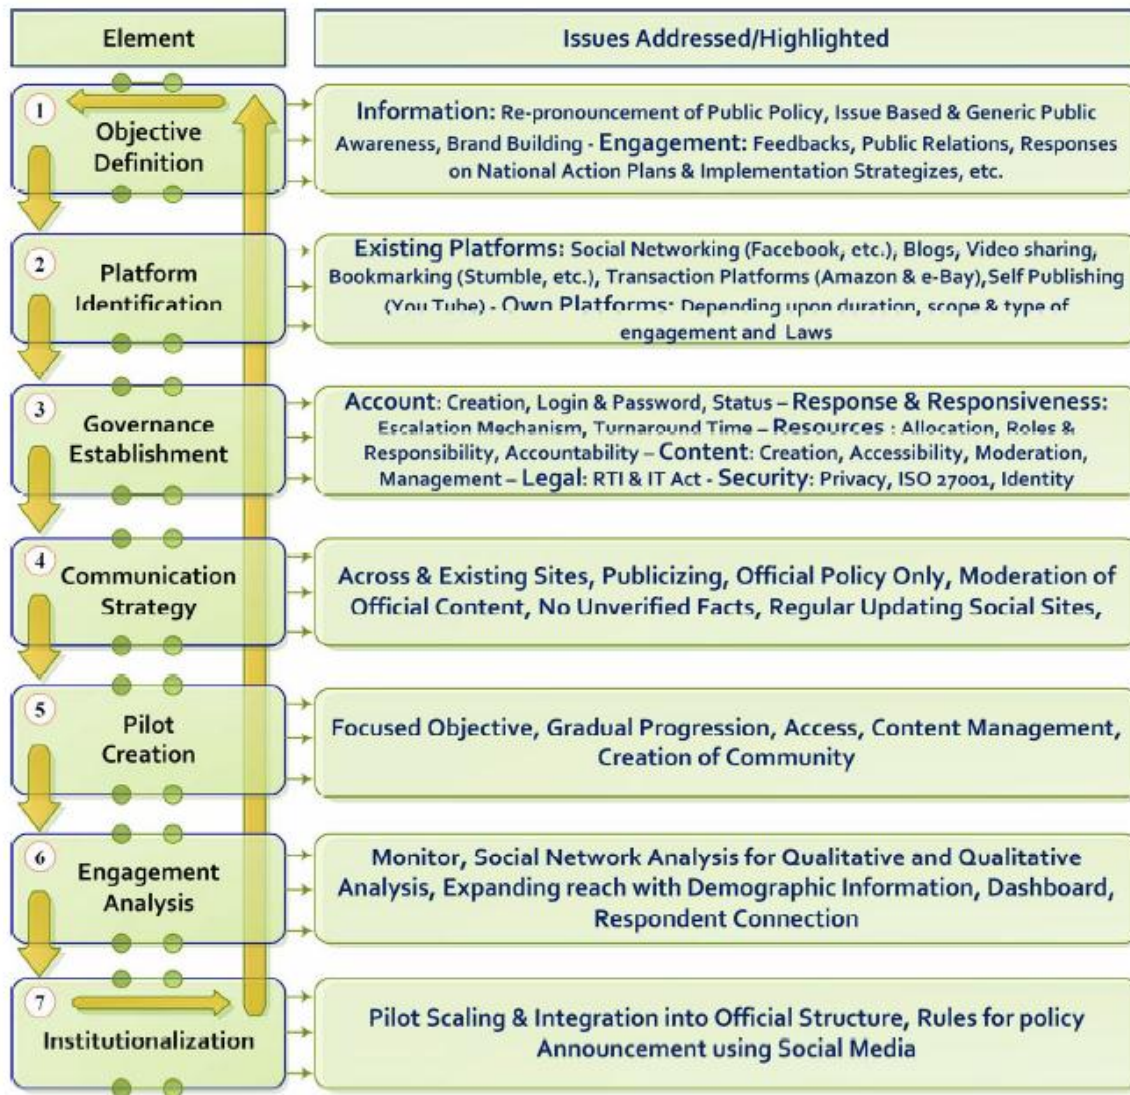 Element
Issues Addressed/Highlighted
1
Objective
Definition
Information: Re-pronouncement of Public Policy, Issue Based & Generic Public
Awareness, Brand Building - Engagement: Feedbacks, Public Relations, Responses
on National Action Plans & Implementation Strategizes, etc.
2
Platform
Identification
Existing Platforms: Social Networking (Facebook, etc.), Blogs, Video sharing,
Bookmarking (Stumble, etc.), Transaction Platforms (Amazon & e-Bay),Self Publishing
(You Tube) - Own Platforms: Depending upon duration, scope & type of
engagement and Laws
3
Governance
Establishment
Account: Creation, Login & Password, Status – Response & Responsiveness:
Escalation Mechanism, Turnaround Time – Resources : Allocation, Roles &
Responsibility, Accountability – Content: Creation, Accessibility, Moderation,
Management – Legal: RTI & IT Act - Security: Privacy, ISO 27001, Identity
4
Communication
Strategy
Across & Existing Sites, Publicizing, Official Policy Only, Moderation of
Official Content, No Unverified Facts, Regular Updating Social Sites,
5
Pilot
Creation
Focused Objective, Gradual Progression, Access, Content Management,
Creation of Community
6
Engagement
Analysis
Monitor, Social Network Analysis for Qualitative and Qualitative
Analysis, Expanding reach with Demographic Information, Dashboard,
Respondent Connection
7
Institutionalization
Pilot Scaling & Integration into Official Structure, Rules for policy
Announcement using Social Media